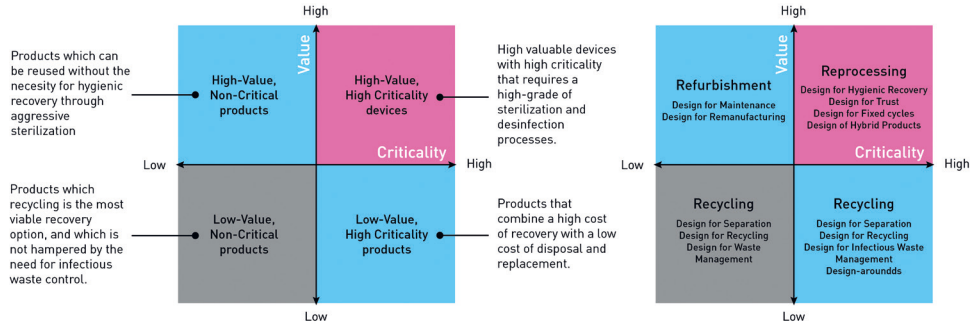 High
Value
Products which can
be reused without the
necessity for hygienic
recovery through
aggressive
sterilization
High-Value,
Non-Critical
products
High-Value,
High Criticality
devices
High valuable devices
with high criticality
that requires a
high-grade of
sterilization and
desinfection
processes.
Criticality
Low
High
Products which
recycling is the most
viable recovery
option, and which is
not hampered by the
need for infectious
waste control.
Low-Value,
Non-Critical
products
Low-Value,
High Criticality
products
Products that
combine a high cost
of recovery with a low
cost of disposal and
replacement.
Low
High
Value
Refurbishment
Design for Maintenance
Design for Remanufacturing
Reprocessing
Design for Hygienic Recovery
Design for Trust
Design for Fixed cycles
Design of Hybrid Products
Criticality
Low
High
Recycling
Design for Separation
Design for Recycling
Design for Waste
Management
Recycling
Design for Separation
Design for Recycling
Design for Infectious Waste
Management
Design-aroundds
Low